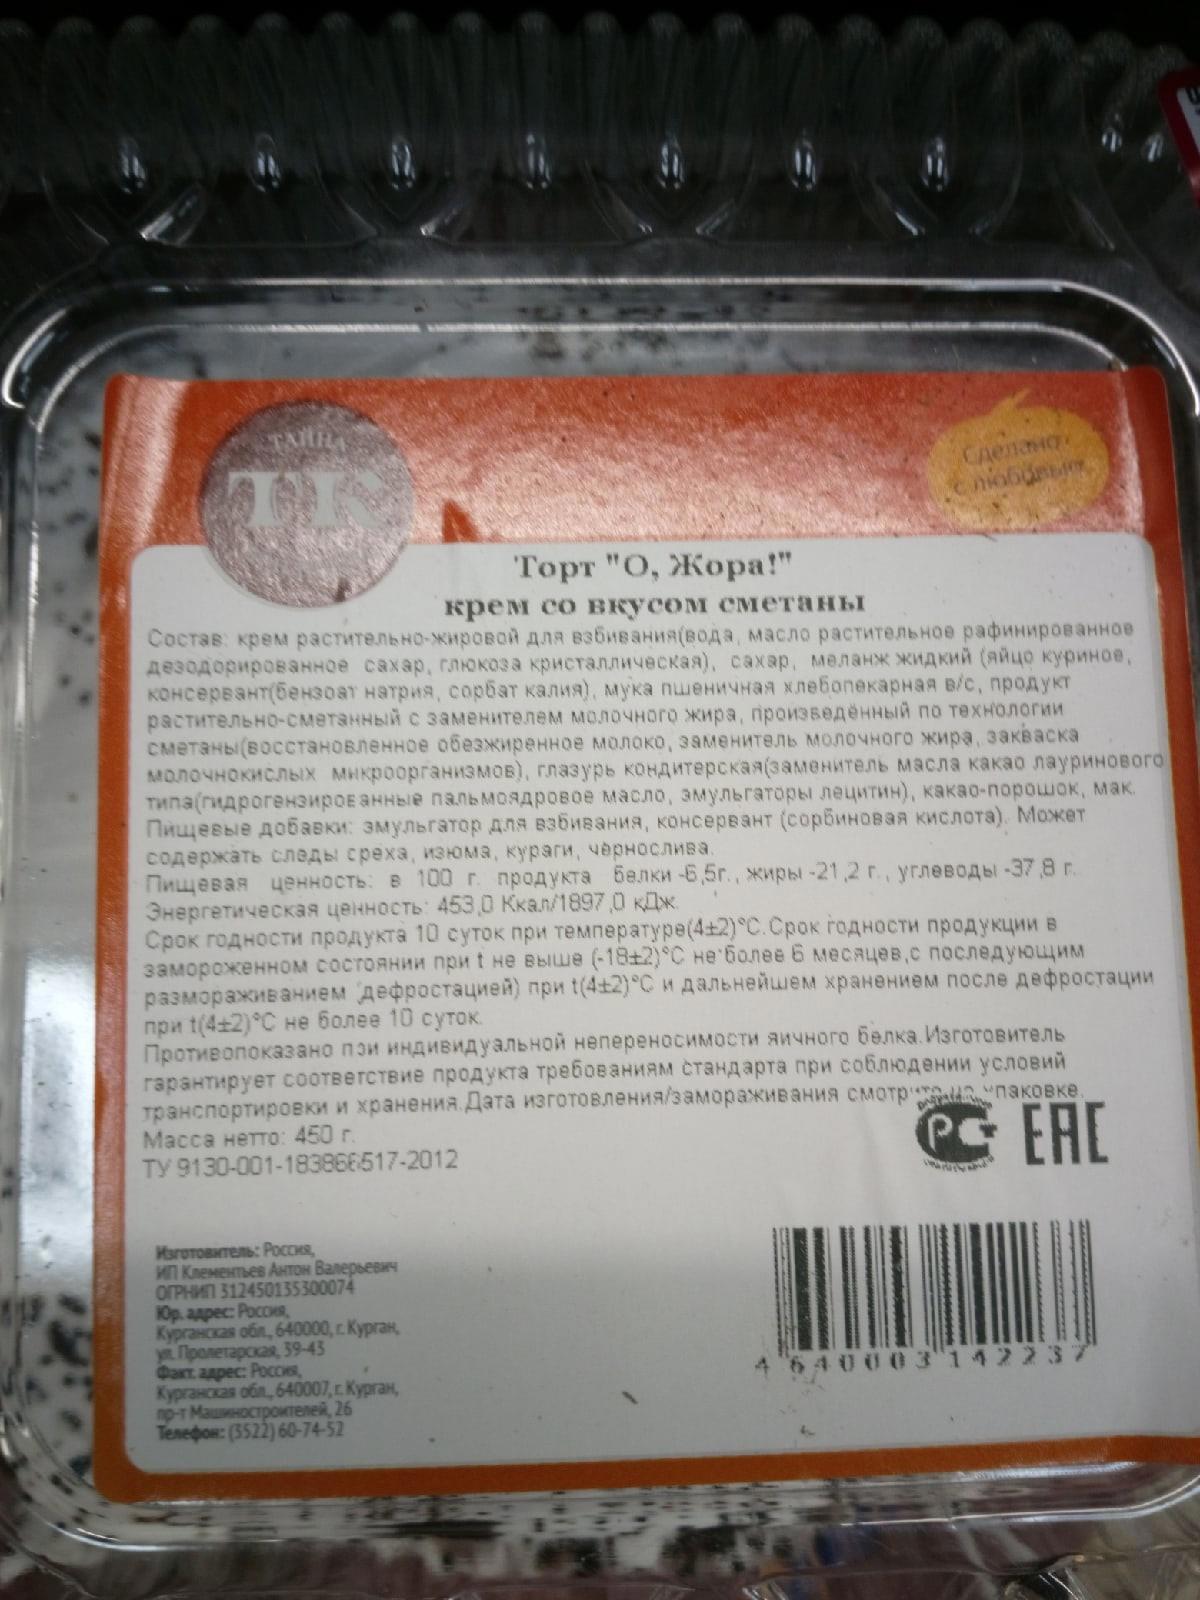 ТАЙНА
ТК
Сделано
с любовью
Торт "О, Жора!"
крем со вкусом сметаны
Состав: крем растительно-жировой для взбивания(вода, масло растительное рафинированное
дезодорированное сахар, глюкоза кристаллическая), сахар, меланж жидкий (яйцо куриное,
консервант(бензоат натрия, сорбат калия), мука пшеничная хлебопекарная в/с, продукт
растительно-сметанный с заменителем молочного жира, произведённый по технологии
сметаны(восстановленное обезжиренное молоко, заменитель молочного жира, закваска
молочнокислых микроорганизмов), глазурь кондитерская(заменитель масла какао лауринового
типа(гидрогензированные пальмоядровое масло, эмульгаторы лецитин), какао-порошок, мак.
Пищевые добавки: эмульгатор для взбивания, консервант (сорбиновая кислота). Может
содержать следы ореха, изюма, кураги, чернослива.
Пищевая ценность: в 100 г. продукта белки -6,5г., жиры -21,2 г., углеводы -37,8 г.
Энергетическая ценность: 453,0 Ккал/1897,0 кДж.
Срок годности продукта 10 суток при температуре(4±2)°С.Срок годности продукции в
замороженном состоянии при t не выше (-18±2)°С не более 6 месяцев,с последующим
размораживанием (дефростацией) при t(4±2)°С и дальнейшем хранением после дефростации
при t(4±2)°С не более 10 суток.
Противопоказано при индивидуальной непереносимости яичного белка.Изготовитель
гарантирует соответствие продукта требованиям стандарта при соблюдении условий
транспортировки и хранения.Дата изготовления/замораживания смотрите на упаковке.
Масса нетто: 450 г.
ТУ 9130-001-183866517-2012
РСТ ЕАС
Изготовитель: Россия,
ИП Клементьев Антон Валерьевич
ОГРНИП 312450135300074
Юр. адрес: Россия,
Курганская обл., 640000, г. Курган,
ул. Пролетарская, 39-43
Факт. адрес: Россия,
Курганская обл., 640007, г. Курган,
пр-т Машиностроителей, 26
Телефон: (3522) 60-74-52
4 640003 142237